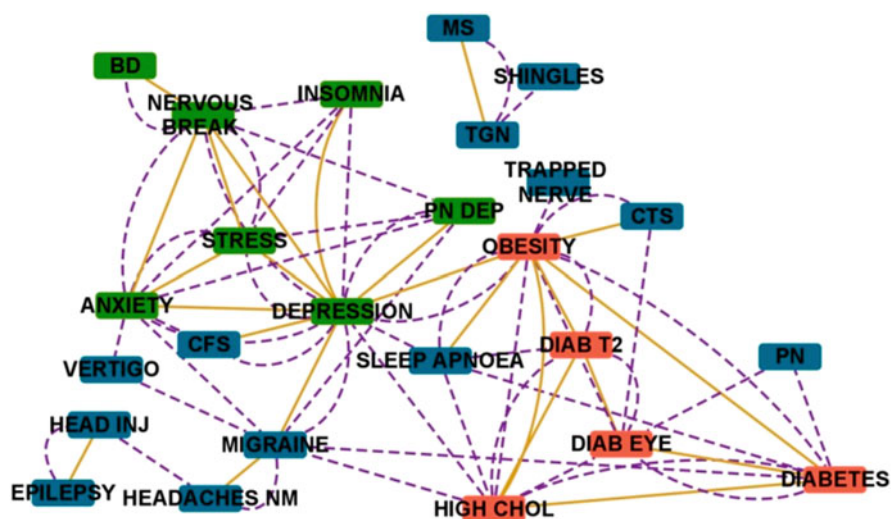 MS
BD
SHINGLES
NERVOUS
BREAK
INSOMNIA
TGN
TRAPPED
NERVE
PN DEP
CTS
STRESS
OBESITY
ANXIETY
DEPRESSION
CFS
DIAB T2
SLEEP APNOEA
PN
VERTIGO
HEAD INJ
MIGRAINE
DIAB EYE
EPILEPSY
HEADACHES NM
HIGH CHOL
DIABETES